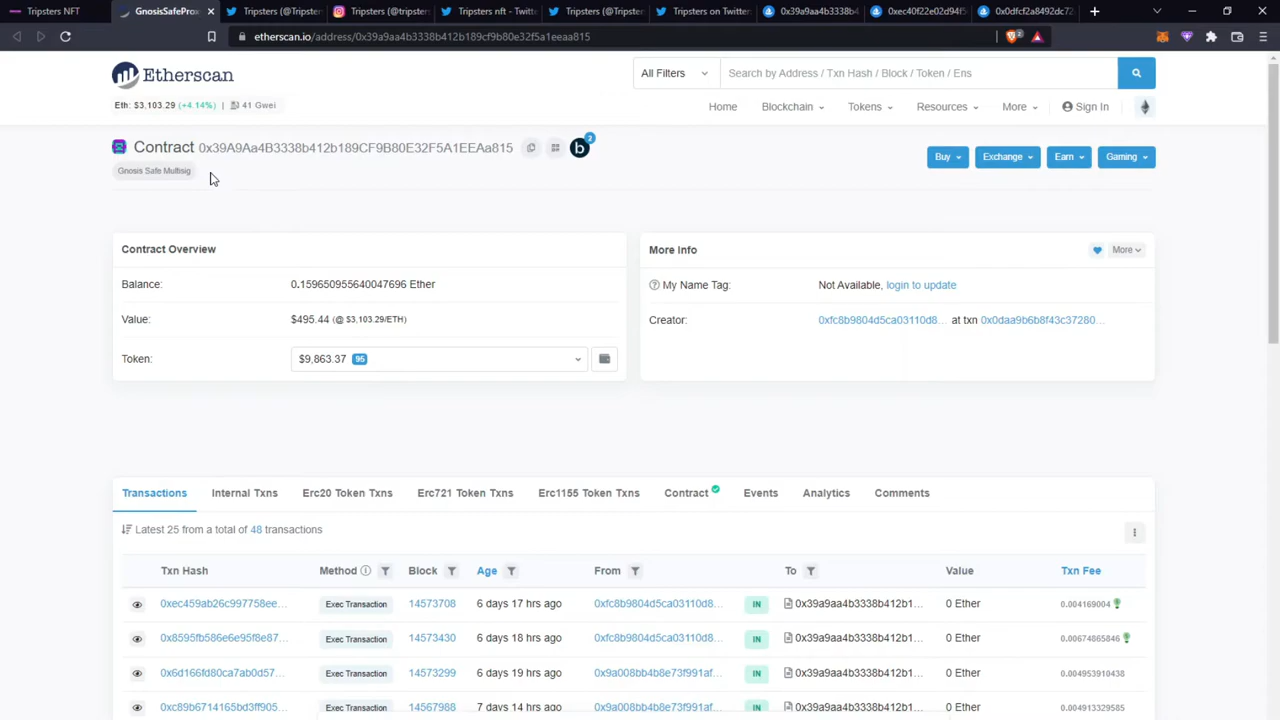 Tripsters NFT
GnosisSafeProx
Tripsters (@Tripster
Tripsters (@tripster
Tripsters nft - Twitte
Tripsters (@Tripster
Tripsters on Twitter
0x39a9aa4b3338b4
0xec40f22e02d94f5
0x0dfcf2a8492dc72
etherscan.io/address/0x39a9aa4b3338b412b189cf9b80e32f5a1eeaa815
Etherscan
All Filters
Search by Address / Txn Hash / Block / Token / Ens
Eth: $3,103.29 (+4.14%) | 41 Gwei
Home
Blockchain
Tokens
Resources
More
Sign In
Contract 0x39A9Aa4B3338b412b189CF9B80E32F5A1EEAa815
b
2
Gnosis Safe Multisig
Buy
Exchange
Earn
Gaming
Contract Overview
Balance: 0.159650955640047696 Ether
Value: $495.44 (@ $3,103.29/ETH)
Token: $9,863.37 95
More Info
More
My Name Tag: Not Available, login to update
Creator: 0xfc8b9804d5ca03110d8... at txn 0x0daa9b6b8f43c37280...
Transactions
Internal Txns
Erc20 Token Txns
Erc721 Token Txns
Erc1155 Token Txns
Contract
Events
Analytics
Comments
Latest 25 from a total of 48 transactions
Txn Hash Method Block Age From To Value Txn Fee
0xec459ab26c997758ee... Exec Transaction 14573708 6 days 17 hrs ago 0xfc8b9804d5ca03110d8... IN 0x39a9aa4b3338b412b1... 0 Ether 0.004169004
0x8595fb586e6e95f8e87... Exec Transaction 14573430 6 days 18 hrs ago 0xfc8b9804d5ca03110d8... IN 0x39a9aa4b3338b412b1... 0 Ether 0.00674865846
0x6d166fd80ca7ab0d57... Exec Transaction 14573299 6 days 19 hrs ago 0x9a008bb4b8e73f991af... IN 0x39a9aa4b3338b412b1... 0 Ether 0.004953910438
0xc89b6714165bd3ff905... Exec Transaction 14567988 7 days 14 hrs ago 0x9a008bb4b8e73f991af... IN 0x39a9aa4b3338b412b1... 0 Ether 0.004913329585